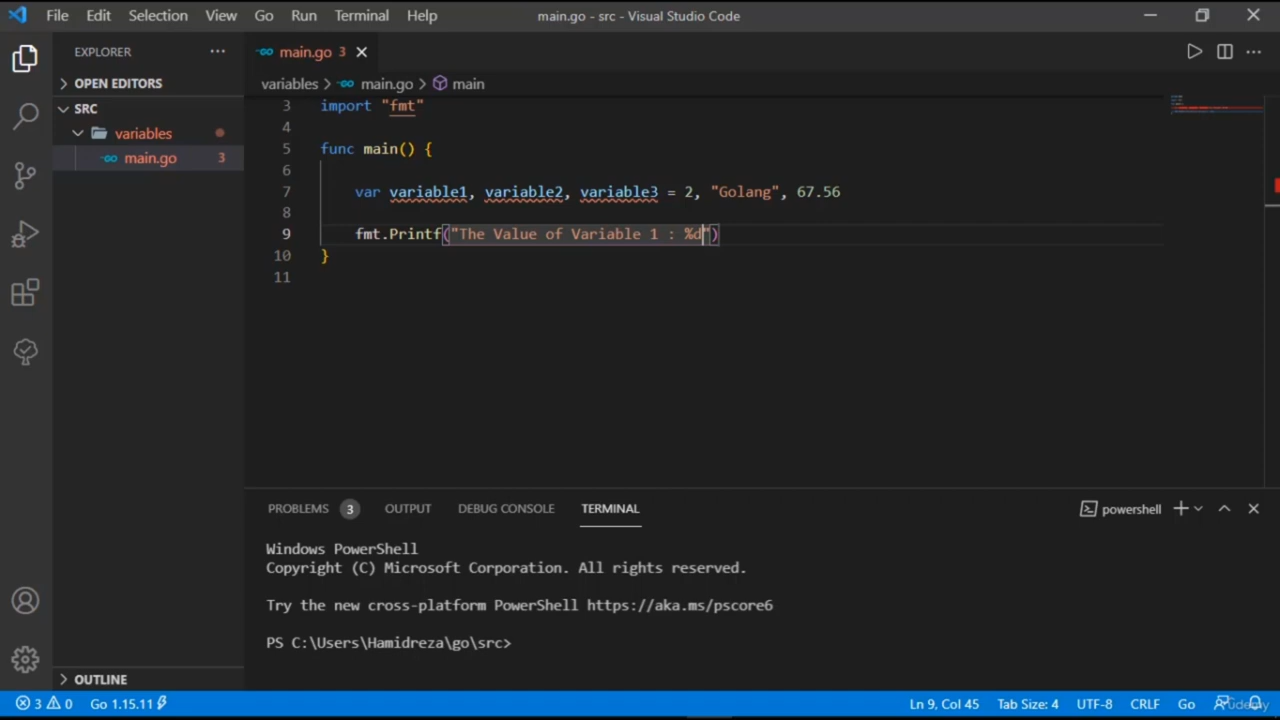 File Edit Selection View Go Run Terminal Help main.go - src - Visual Studio Code
EXPLORER
main.go 3
OPEN EDITORS
variables main.go main
SRC
variables
main.go 3
3 import "fmt"
4
5 func main() {
6
7 var variable1, variable2, variable3 = 2, "Golang", 67.56
8
9 fmt.Printf("The Value of Variable 1 : %d")
10 }
11
PROBLEMS 3 OUTPUT DEBUG CONSOLE TERMINAL powershell
Windows PowerShell
Copyright (C) Microsoft Corporation. All rights reserved.
Try the new cross-platform PowerShell https://aka.ms/pscore6
PS C:\Users\Hamidreza\go\src>
OUTLINE
3 0 Go 1.15.11 Ln 9, Col 45 Tab Size: 4 UTF-8 CRLF Go
Udemy